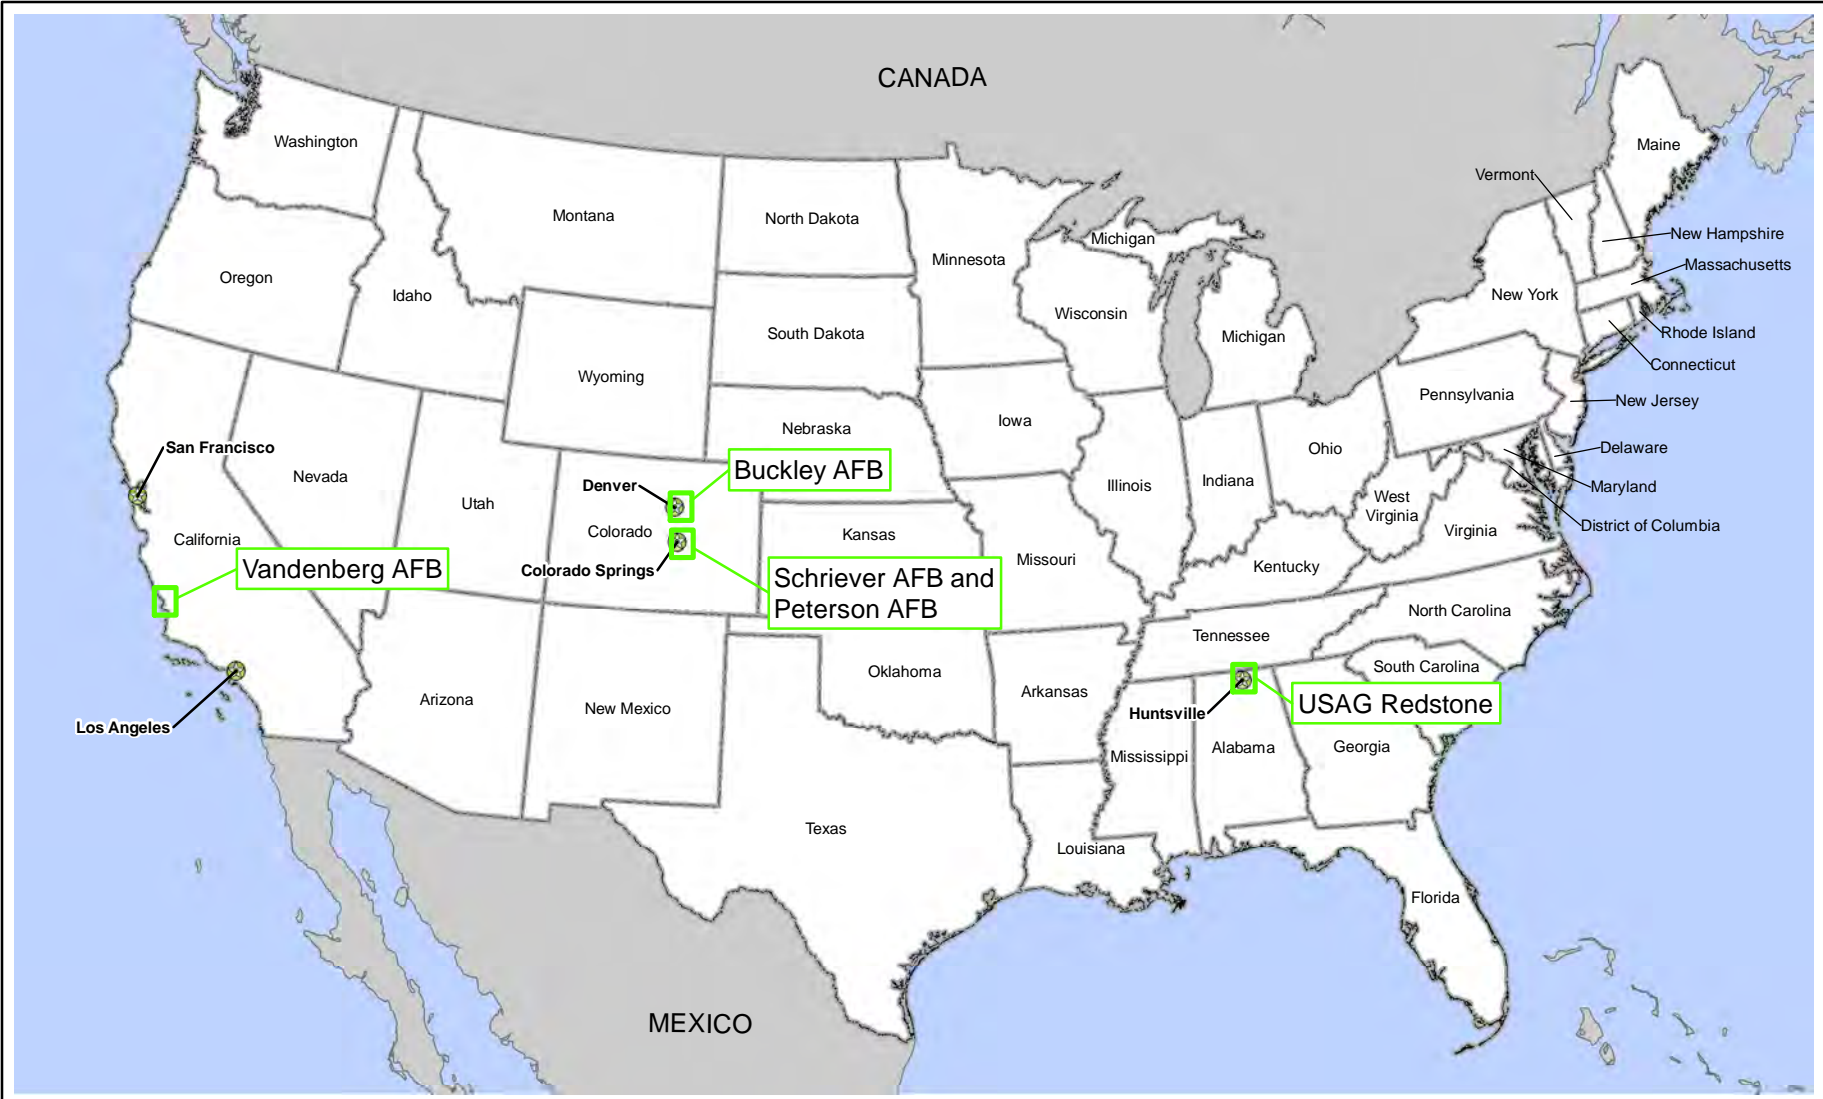 CANADA
Washington
Maine
Vermont
Montana
North Dakota
Michigan
New Hampshire
Minnesota
Massachusetts
Oregon
Idaho
New York
Wisconsin
South Dakota
Michigan
Rhode Island
Connecticut
Wyoming
Pennsylvania
New Jersey
Iowa
Nebraska
San Francisco
Ohio
Delaware
Buckley AFB
Nevada
Denver
Illinois
Indiana
Maryland
Utah
West
Virginia
Virginia
District of Columbia
California
Colorado
Kansas
Missouri
Kentucky
Vandenberg AFB
Colorado Springs
Schriever AFB and
Peterson AFB
North Carolina
Tennessee
South Carolina
Oklahoma
Arkansas
Arizona
New Mexico
USAG Redstone
Huntsville
Los Angeles
Mississippi
Alabama
Georgia
Texas
Louisiana
Florida
MEXICO